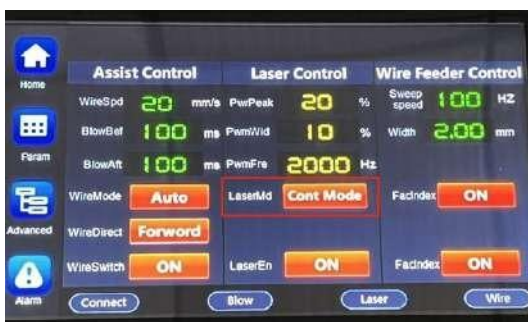 Home
Param
Advanced
Alarm
Assist Control
WireSpd 20 mm/s
BlowBef 100 ms
BlowAft 100 ms
WireMode Auto
WireDirect Forword
WireSwitch ON
Laser Control
PwrPeak 20 %
PwmWid 10 %
PwmFre 2000 Hz
LaserMd Cont Mode
LaserEn ON
Wire Feeder Control
Sweep speed 100 HZ
Width 2.00 mm
FacIndex ON
FacIndex ON
Connect
Blow
Laser
Wire